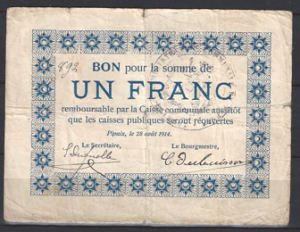 892
BON pour la somme de
UN FRANC
remboursable par la Caisse communale aussitôt
que les caisses publiques seront réouvertes
Pipaix, le 28 août 1914.
Le Secrétaire, Le Bourgmestre,